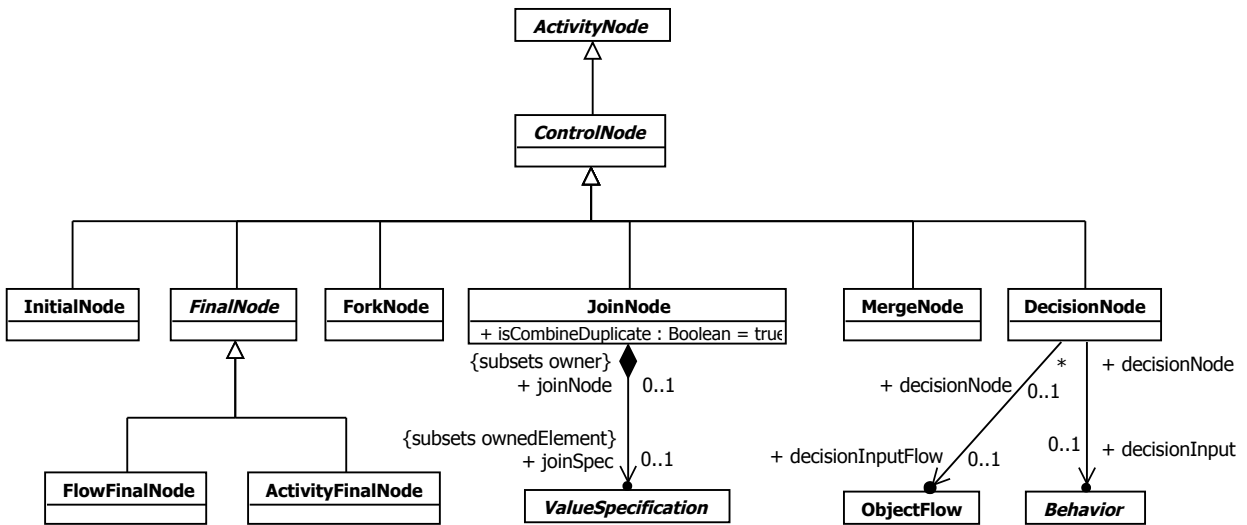 ActivityNode
ControlNode
InitialNode
FinalNode
ForkNode
JoinNode
+ isCombineDuplicate : Boolean = true
MergeNode
DecisionNode
{subsets owner}
+ joinNode
0..1
+ decisionNode
0..1
*
+ decisionNode
{subsets ownedElement}
+ joinSpec
0..1
+ decisionInputFlow
0..1
0..1
+ decisionInput
FlowFinalNode
ActivityFinalNode
ValueSpecification
ObjectFlow
Behavior